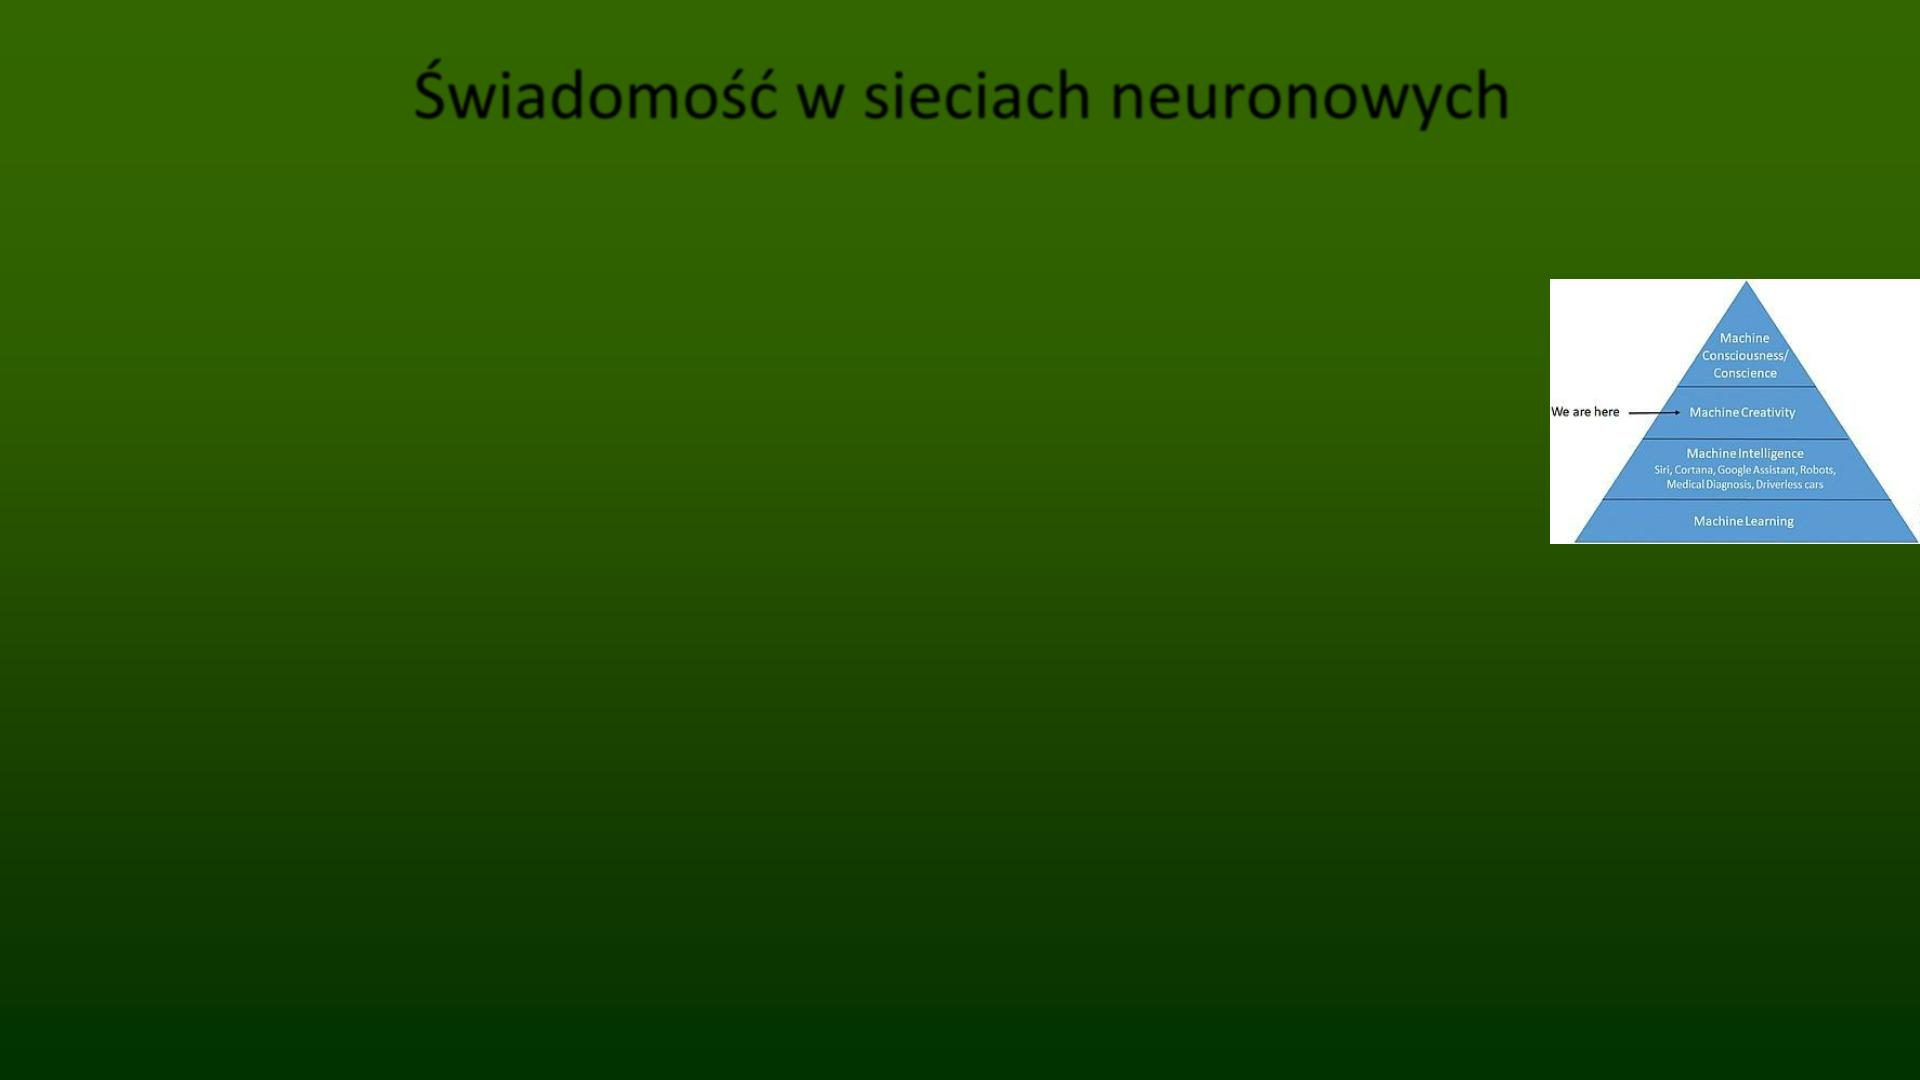 Świadomość w sieciach neuronowych
Machine
Consciousness/
Conscience
We are here
Machine Creativity
Machine Intelligence
Siri, Cortana, Google Assistant, Robots,
Medical Diagnosis, Driverless cars
Machine Learning